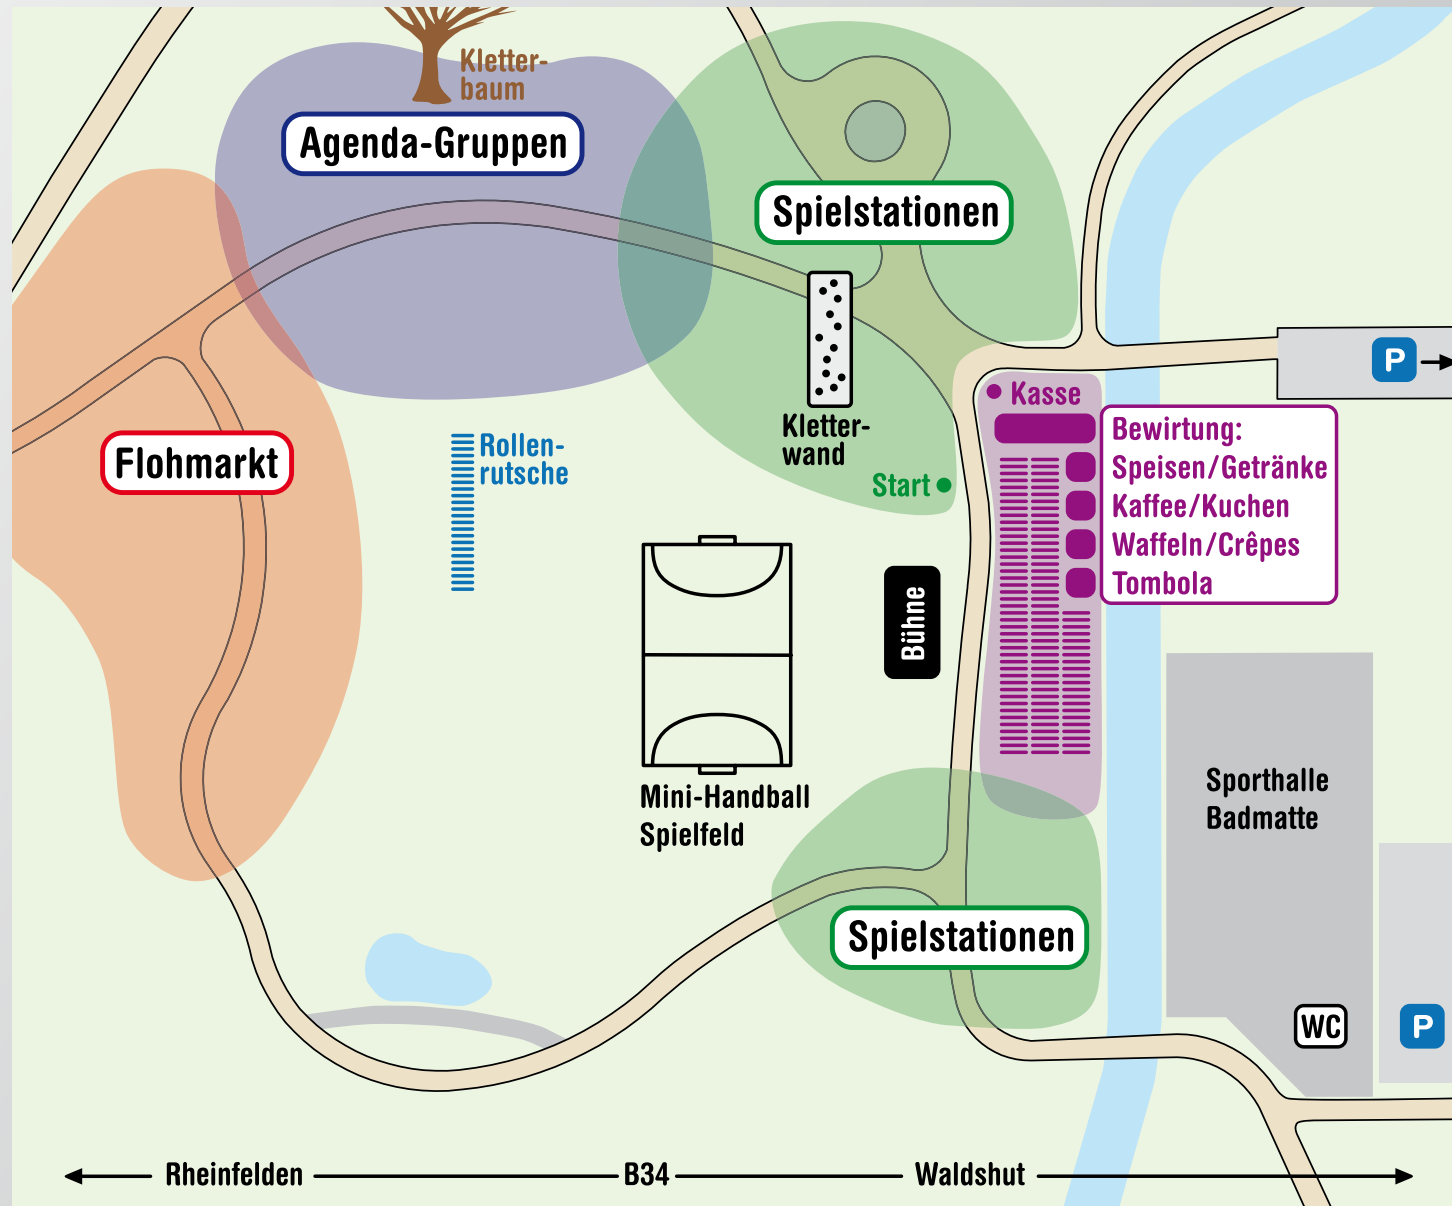 Kletter-
baum
Agenda-Gruppen
Spielstationen
P
Kasse
Kletter-
wand
Bewirtung:
Speisen/Getränke
Kaffee/Kuchen
Waffeln/Crêpes
Tombola
Rollen-
rutsche
Flohmarkt
Start
Bühne
Mini-Handball
Spielfeld
Sporthalle
Badmatte
Spielstationen
WC
P
Rheinfelden
B34
Waldshut